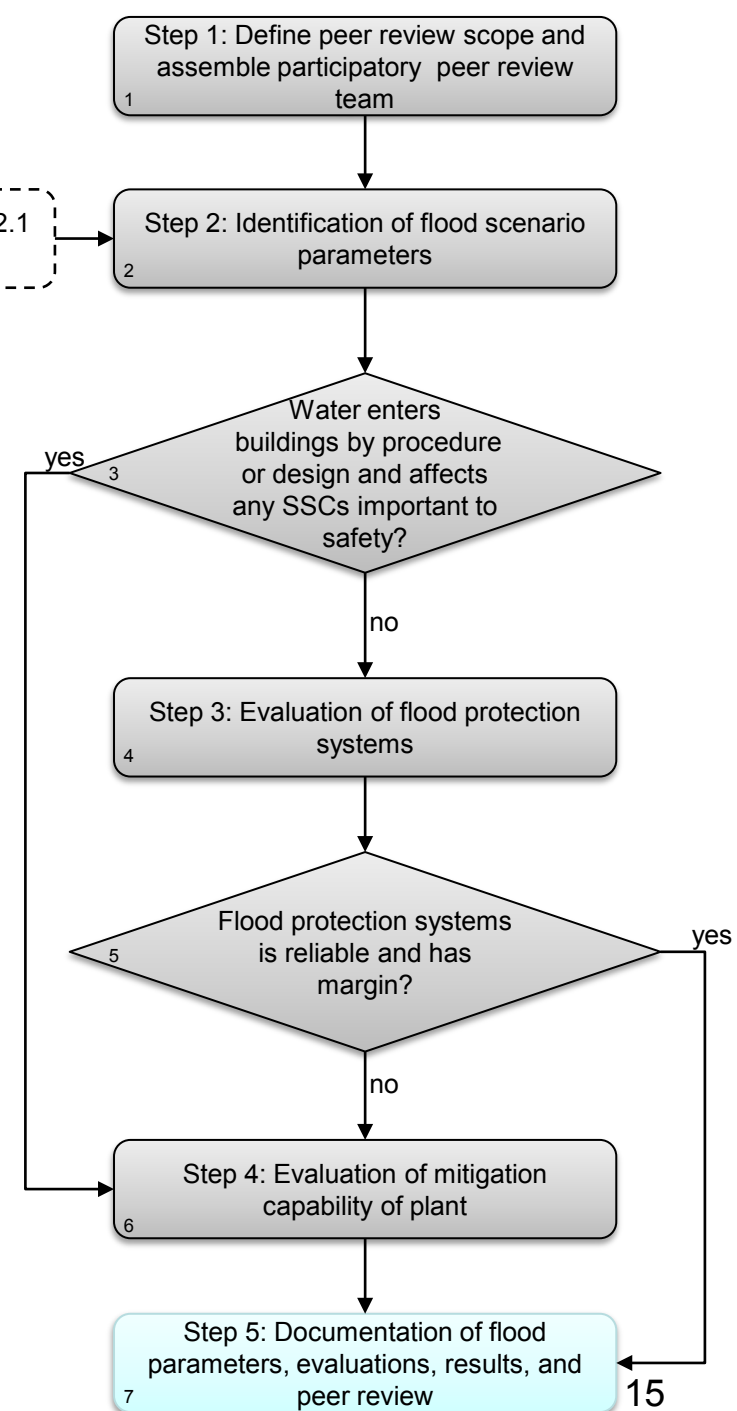 Step 1: Define peer review scope and
assemble participatory peer review
team
1
2.1
Step 2: Identification of flood scenario
parameters
2
Water enters
buildings by procedure
or design and affects
any SSCs important to
safety?
3
yes
no
Step 3: Evaluation of flood protection
systems
4
Flood protection systems
is reliable and has
margin?
5
yes
no
Step 4: Evaluation of mitigation
capability of plant
6
Step 5: Documentation of flood
parameters, evaluations, results, and
peer review
7
15